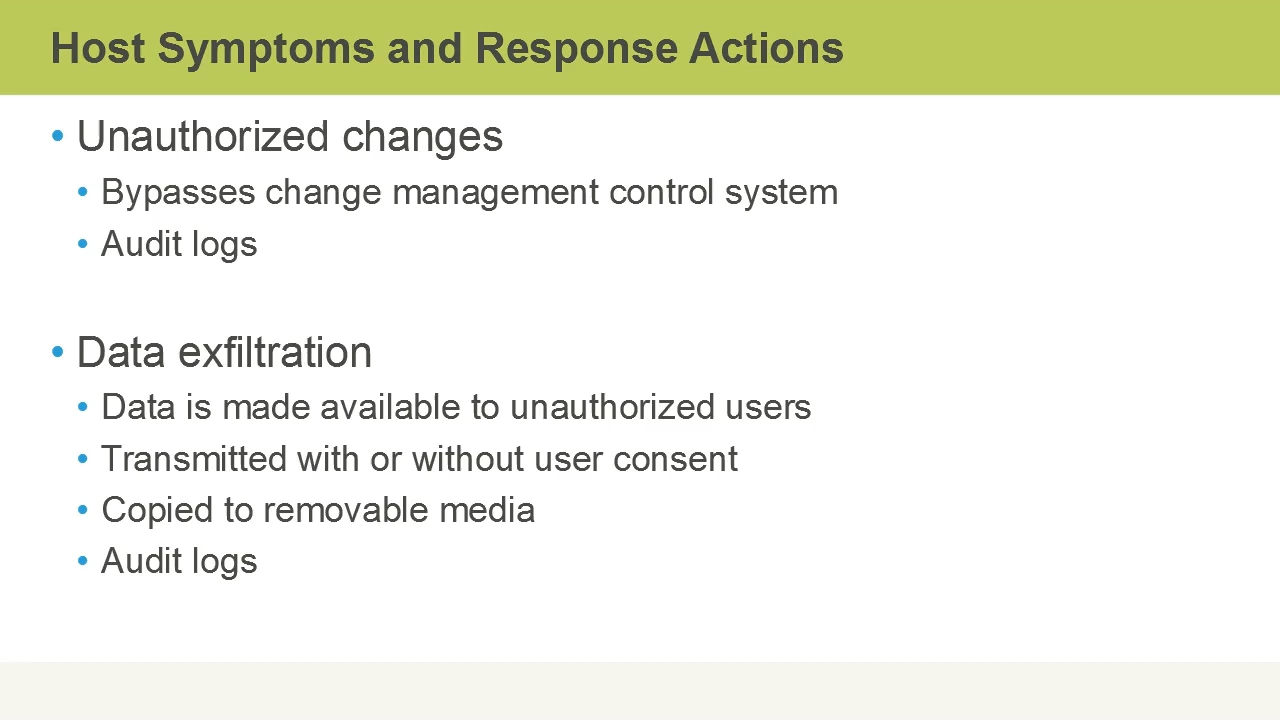 Host Symptoms and Response Actions
• Unauthorized changes
• Bypasses change management control system
• Audit logs
• Data exfiltration
• Data is made available to unauthorized users
• Transmitted with or without user consent
• Copied to removable media
• Audit logs